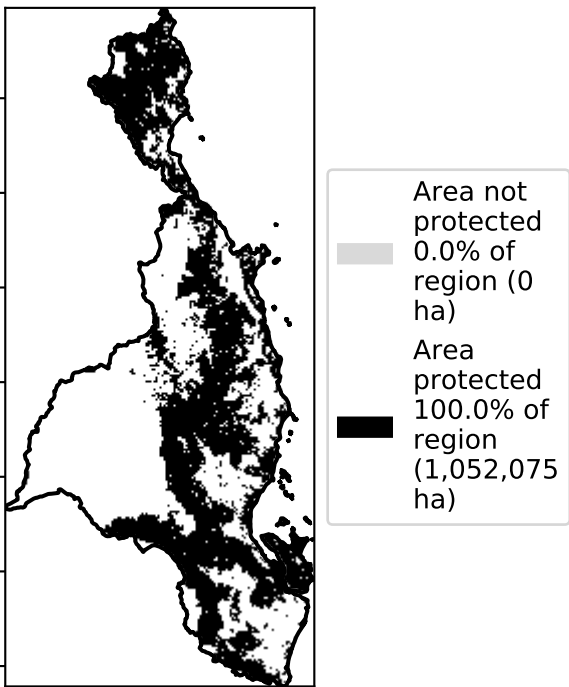 Area not
protected
0.0% of
region (0
ha)
Area
protected
100.0% of
region
(1,052,075
ha)